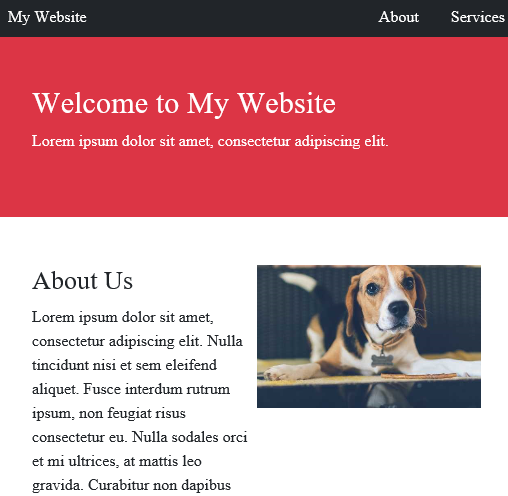 My Website About Services
Welcome to My Website
Lorem ipsum dolor sit amet, consectetur adipiscing elit.
About Us
Lorem ipsum dolor sit amet,
consectetur adipiscing elit. Nulla
tincidunt nisi et sem eleifend
aliquet. Fusce interdum rutrum
ipsum, non feugiat risus
consectetur eu. Nulla sodales orci
et mi ultrices, at mattis leo
gravida. Curabitur non dapibus